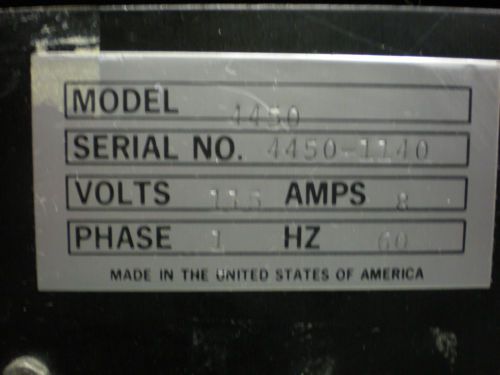 MODEL 4450
SERIAL NO. 4450-1140
VOLTS 115 AMPS 8
PHASE 1 HZ 60
MADE IN THE UNITED STATES OF AMERICA